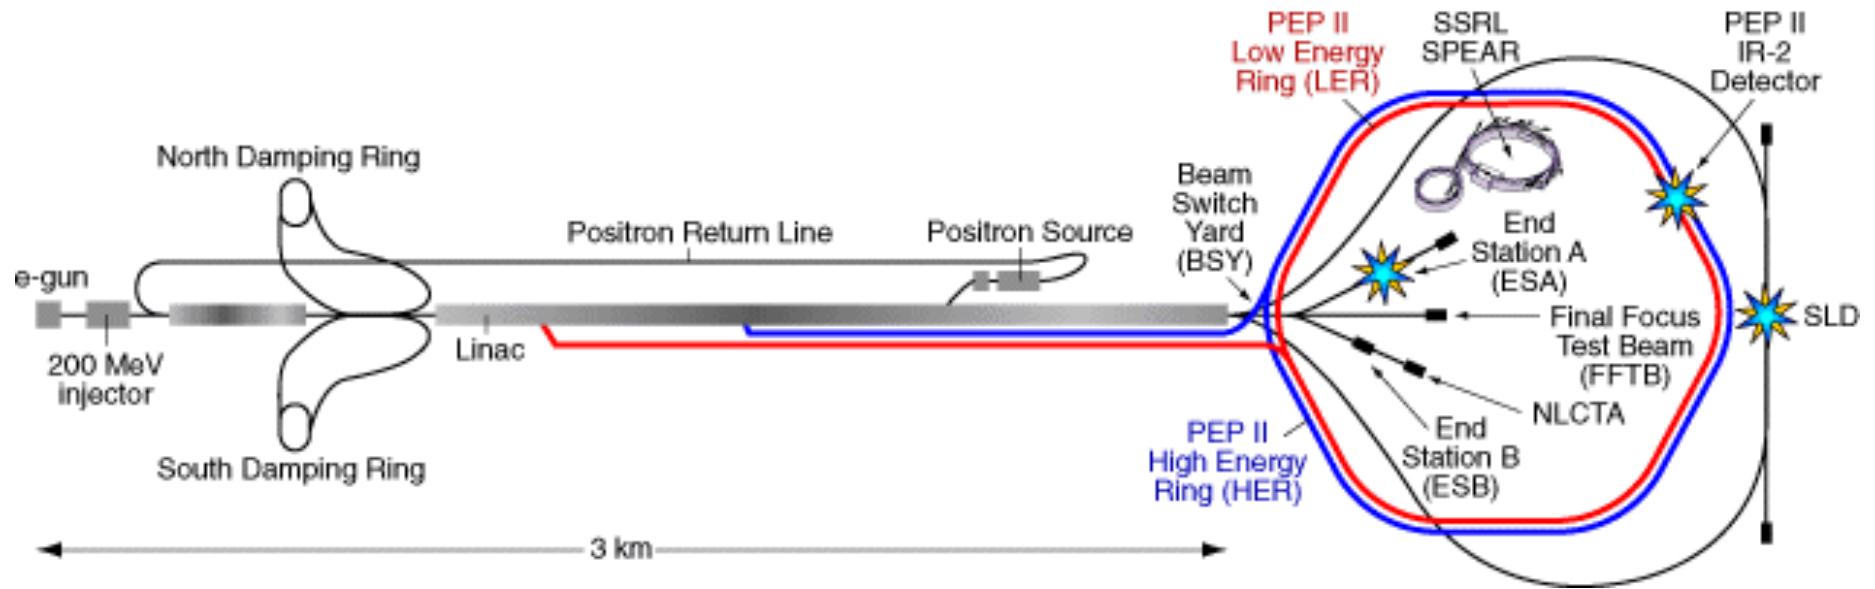 PEP II
Low Energy
Ring (LER)
SSRL
SPEAR
PEP II
IR-2
Detector
North Damping Ring
Beam
Switch
Yard
(BSY)
Positron Return Line
Positron Source
End
Station A
(ESA)
e-gun
200 MeV
injector
Linac
Final Focus
Test Beam
(FFTB)
SLD
NLCTA
South Damping Ring
PEP II
High Energy
Ring (HER)
End
Station B
(ESB)
3 km